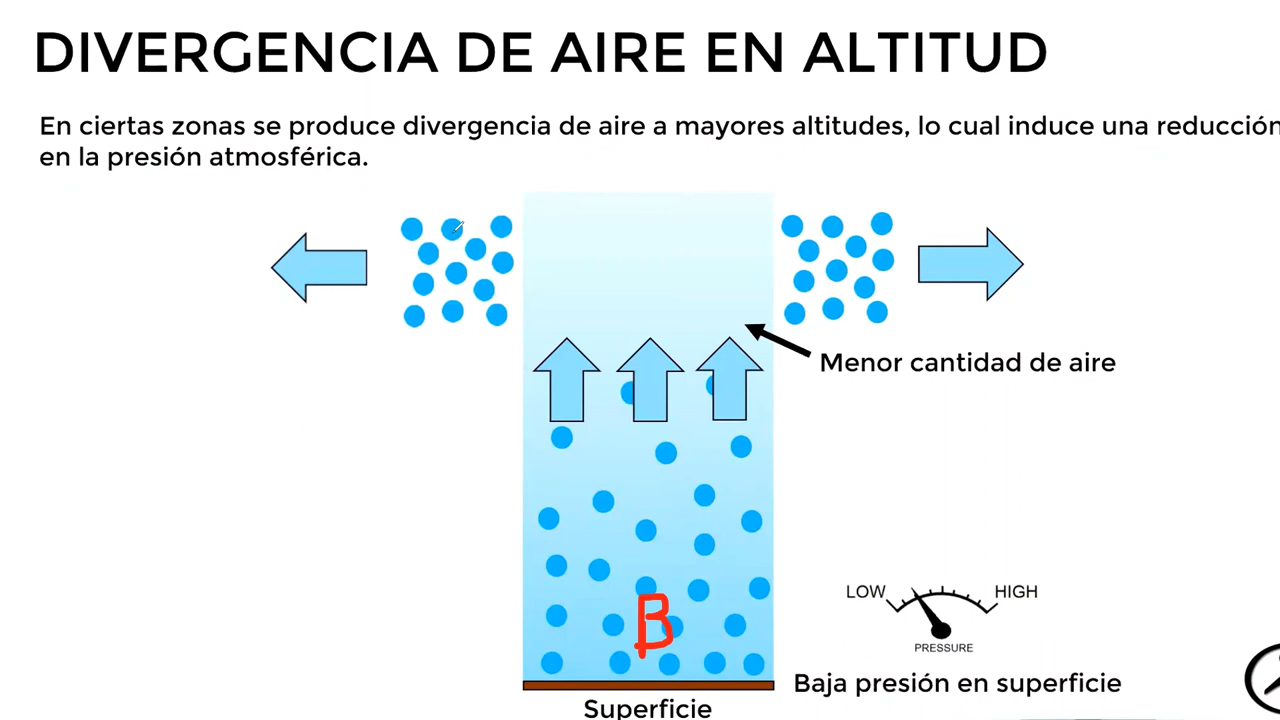 DIVERGENCIA DE AIRE EN ALTITUD
En ciertas zonas se produce divergencia de aire a mayores altitudes, lo cual induce una reducción
en la presión atmosférica.
Menor cantidad de aire
LOW
HIGH
PRESSURE
B
Baja presión en superficie
Superficie